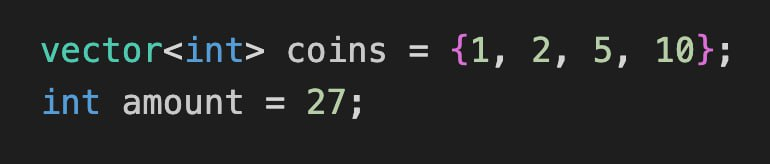 vector<int> coins = {1, 2, 5, 10};
int amount = 27;